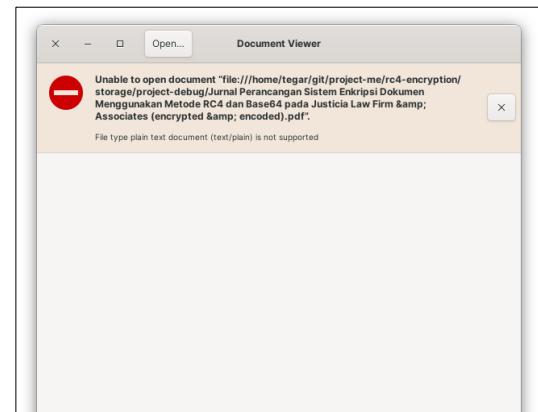 Open... Document Viewer
Unable to open document “file:///home/tegar/git/project-me/rc4-encryption/
storage/project-debug/Jurnal Perancangan Sistem Enkripsi Dokumen
Menggunakan Metode RC4 dan Base64 pada Justicia Law Firm &amp;
Associates (encrypted &amp; encoded).pdf”.
File type plain text document (text/plain) is not supported